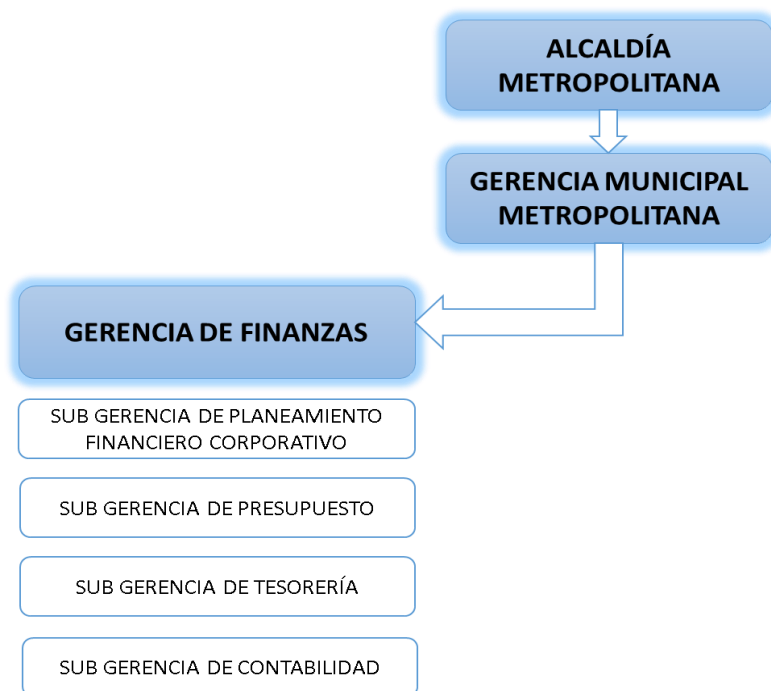 ALCALDÍA
METROPOLITANA
GERENCIA MUNICIPAL
METROPOLITANA
GERENCIA DE FINANZAS
SUB GERENCIA DE PLANEAMIENTO
FINANCIERO CORPORATIVO
SUB GERENCIA DE PRESUPUESTO
SUB GERENCIA DE TESORERÍA
SUB GERENCIA DE CONTABILIDAD